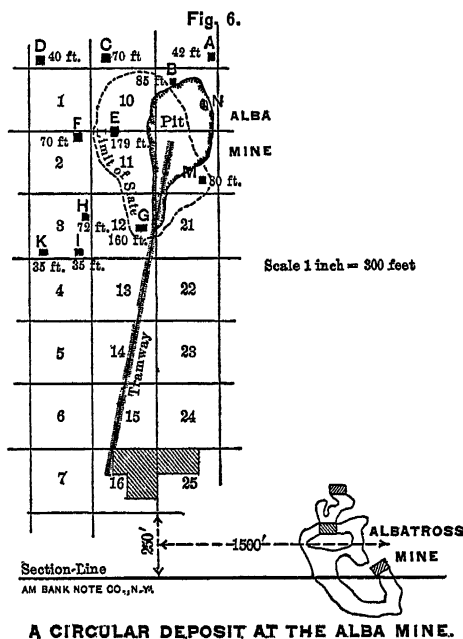 Fig. 6.
D 40 ft.
C 70 ft
42 ft. A
85 ft. B
1
10
N
ALBA
MINE
F
70 ft
E
179 ft.
Pit
Limit of Slate
2
11
M 80 ft.
3
H
72 ft.
12
G
160 ft.
21
K
35 ft.
I
35 ft.
Scale 1 inch = 300 feet
4
13
22
5
14
23
Tramway
6
15
24
7
16
25
250'
1500'
ALBATROSS
MINE
Section-Line
AM BANK NOTE CO., N.Y.
A CIRCULAR DEPOSIT AT THE ALBA MINE.